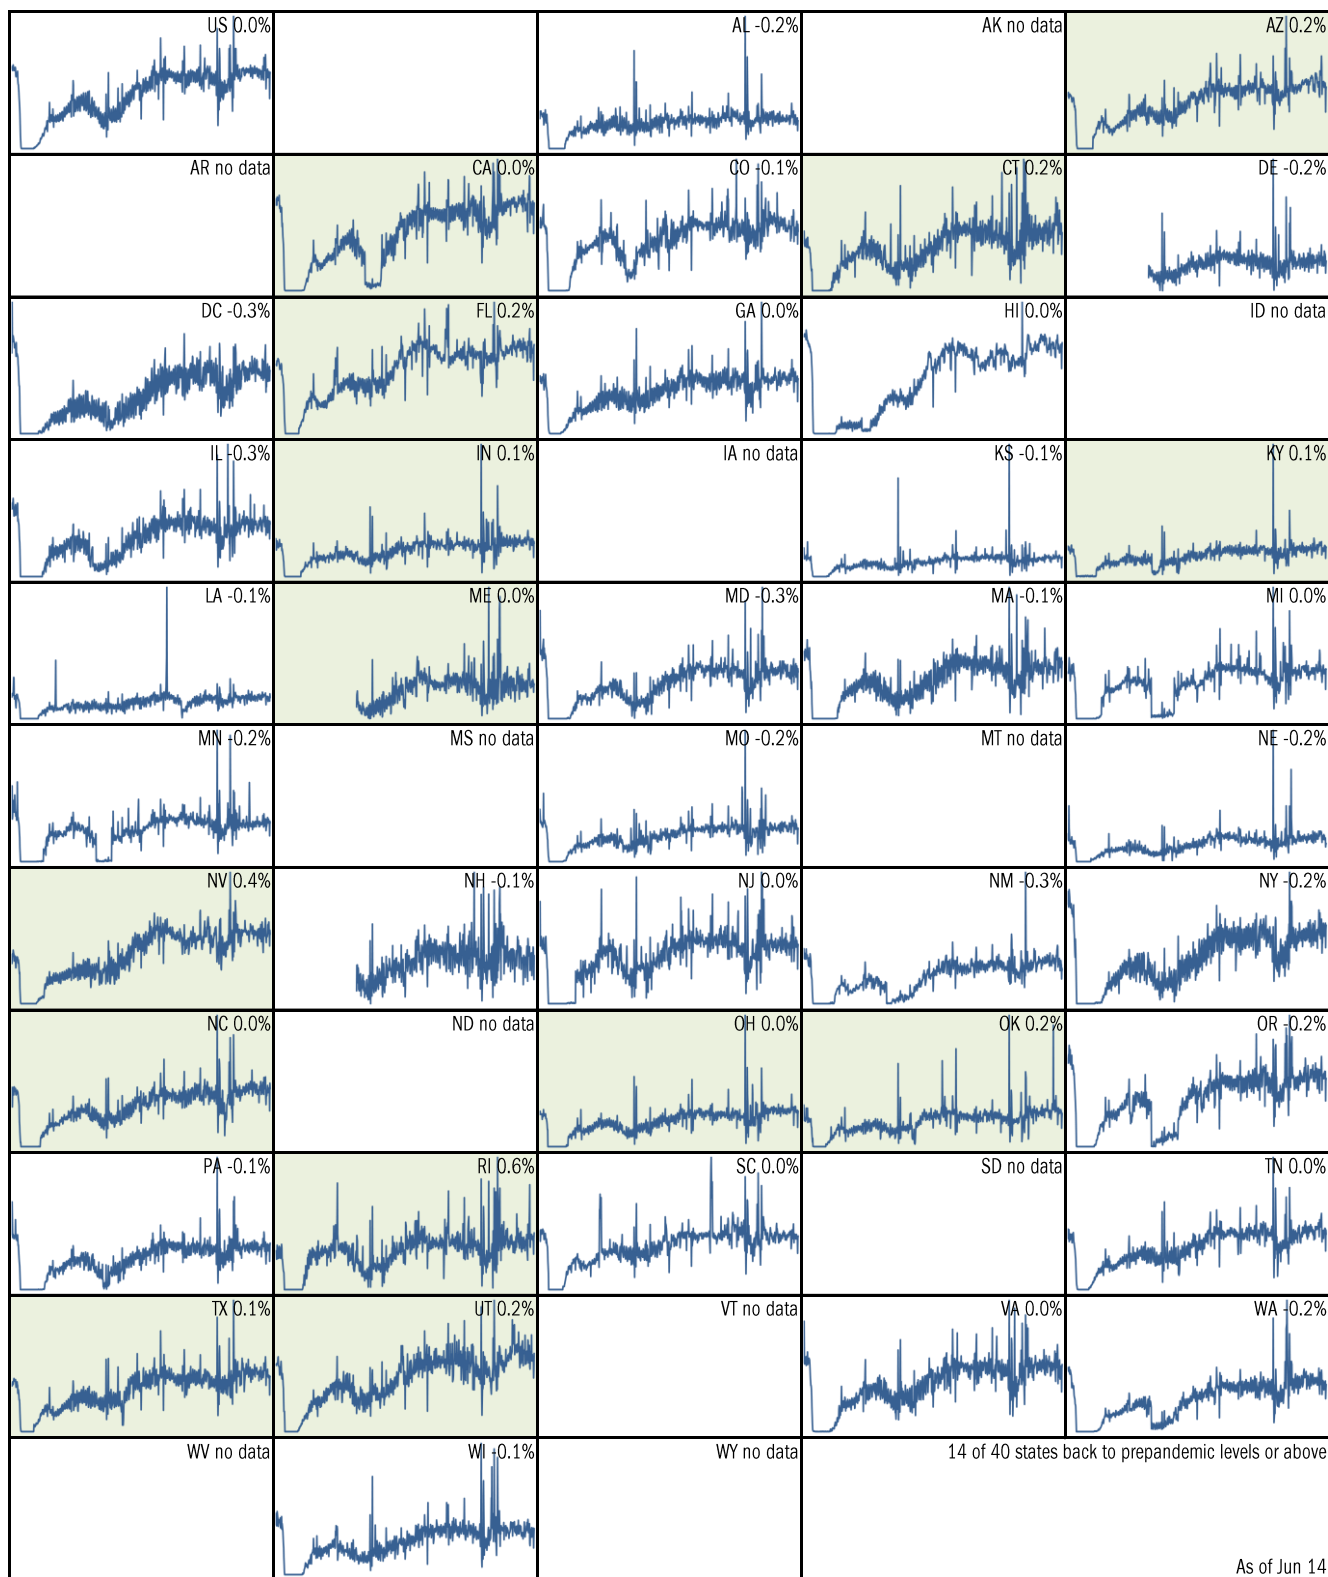 US 0.0%
AL -0.2%
AK no data
AZ 0.2%
AR no data
CA 0.0%
CO -0.1%
CT 0.2%
DE -0.2%
DC -0.3%
FL 0.2%
GA 0.0%
HI 0.0%
ID no data
IL -0.3%
IN 0.1%
IA no data
KS -0.1%
KY 0.1%
LA -0.1%
ME 0.0%
MD -0.3%
MA -0.1%
MI 0.0%
MN -0.2%
MS no data
MO -0.2%
MT no data
NE -0.2%
NV 0.4%
NH -0.1%
NJ 0.0%
NM -0.3%
NY -0.2%
NC 0.0%
ND no data
OH 0.0%
OK 0.2%
OR -0.2%
PA -0.1%
RI 0.6%
SC 0.0%
SD no data
TN 0.0%
TX 0.1%
UT 0.2%
VT no data
VA 0.0%
WA -0.2%
WV no data
WI -0.1%
WY no data
14 of 40 states back to prepandemic levels or above
As of Jun 14